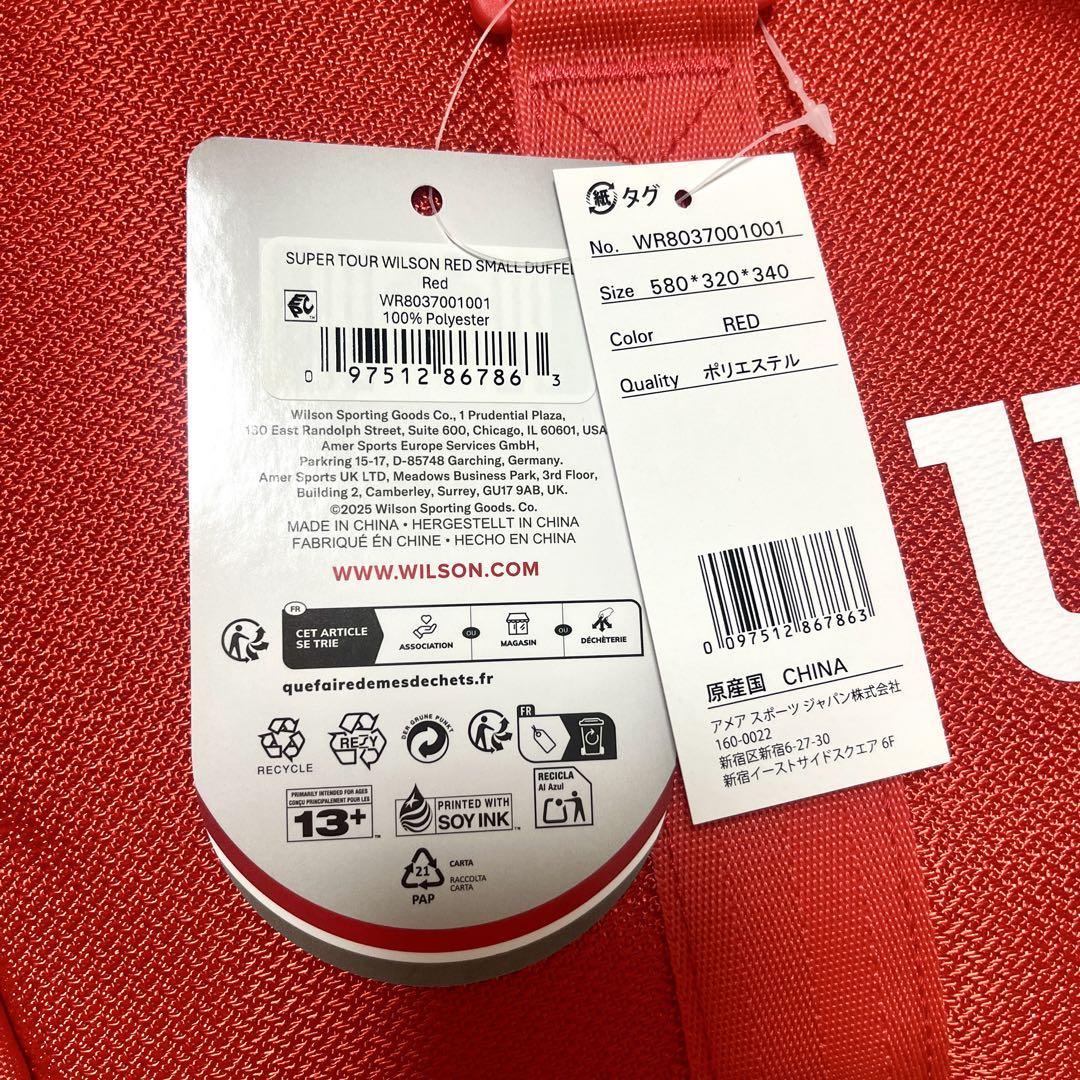 SUPER TOUR WILSON RED SMALL DUFFEL
Red
WR8037001001
100% Polyester
0 97512 86786 3
Wilson Sporting Goods Co., 1 Prudential Plaza,
130 East Randolph Street, Suite 600, Chicago, IL 60601, USA
Amer Sports Europe Services GmbH,
Parkring 15-17, D-85748 Garching, Germany.
Amer Sports UK LTD, Meadows Business Park, 3rd Floor,
Building 2, Camberley, Surrey, GU17 9AB, UK.
©2025 Wilson Sporting Goods. Co.
MADE IN CHINA • HERGESTELLT IN CHINA
FABRIQUÉ EN CHINE • HECHO EN CHINA
WWW.WILSON.COM
FR
CET ARTICLE
SE TRIE
ASSOCIATION
OU
MAGASIN
OU
DÉCHÈTERIE
quefairedemesdechets.fr
RECYCLE
DER GRÜNE PUNKT
FR
PRIMARILY INTENDED FOR AGES
CONÇU PRINCIPALEMENT POUR LES
13+
PRINTED WITH
SOY INK
RECICLA
Al Azul
21
PAP
CARTA
RACCOLTA
CARTA
紙 タグ
No. WR8037001001
Size 580*320*340
Color RED
Quality ポリエステル
0 097512 867863
原産国 CHINA
アメア スポーツ ジャパン株式会社
160-0022
新宿区新宿6-27-30
新宿イーストサイドスクエア 6F